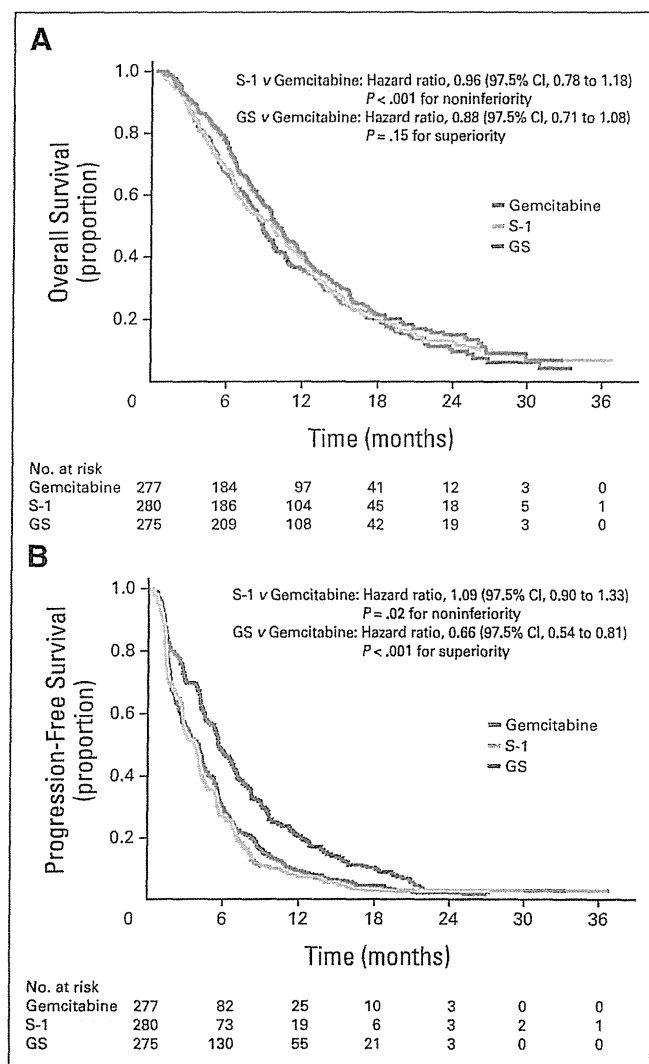 A
S-1 v Gemcitabine: Hazard ratio, 0.96 (97.5% CI, 0.78 to 1.18)
P < .001 for noninferiority
GS v Gemcitabine: Hazard ratio, 0.88 (97.5% CI, 0.71 to 1.08)
P = .15 for superiority
Gemcitabine
S-1
GS
Overall Survival
(proportion)
1.0
0.8
0.6
0.4
0.2
0 6 12 18 24 30 36
Time (months)
No. at risk
Gemcitabine 277 184 97 41 12 3 0
S-1 280 186 104 45 18 5 1
GS 275 209 108 42 19 3 0
B
S-1 v Gemcitabine: Hazard ratio, 1.09 (97.5% CI, 0.90 to 1.33)
P = .02 for noninferiority
GS v Gemcitabine: Hazard ratio, 0.66 (97.5% CI, 0.54 to 0.81)
P < .001 for superiority
Gemcitabine
S-1
GS
Progression-Free Survival
(proportion)
1.0
0.8
0.6
0.4
0.2
0 6 12 18 24 30 36
Time (months)
No. at risk
Gemcitabine 277 82 25 10 3 0 0
S-1 280 73 19 6 3 2 1
GS 275 130 55 21 3 0 0